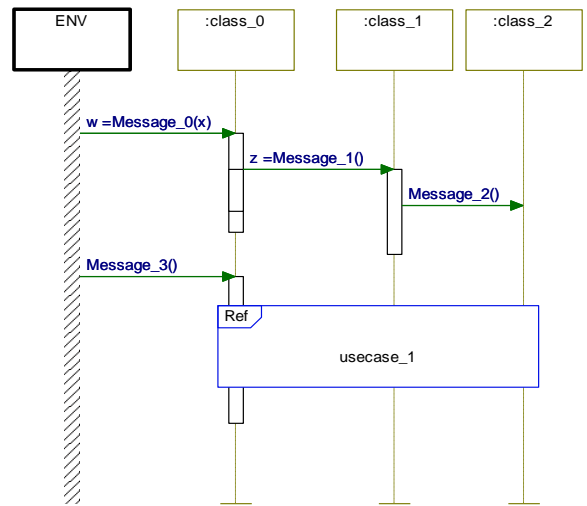 ENV
:class_0
:class_1
:class_2
w =Message_0(x)
z =Message_1()
Message_2()
Message_3()
Ref
usecase_1